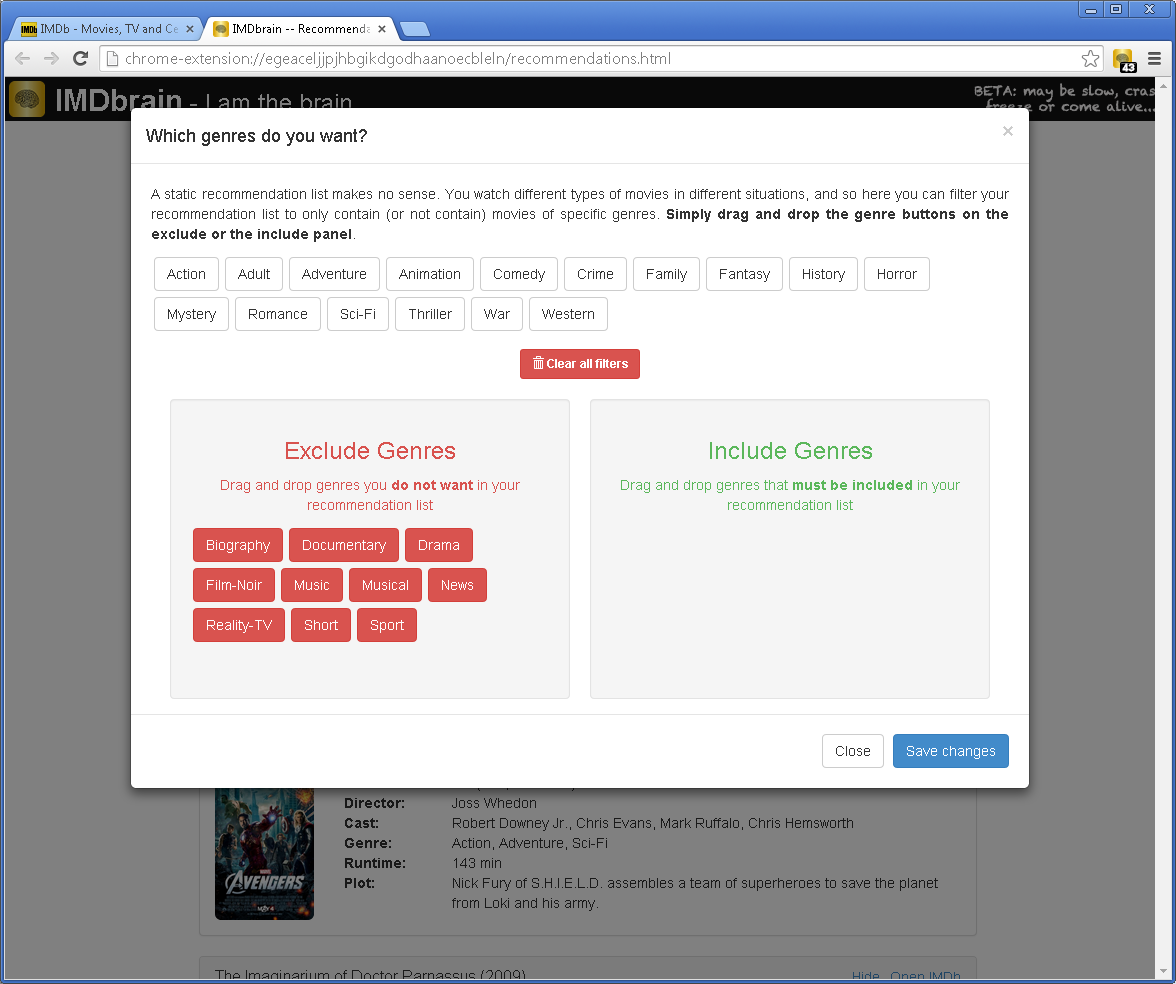 IMDb - Movies, TV and Ce
IMDbrain -- Recommenda
chrome-extension://egeaceljjpjhbgikdgodhaanoecbleln/recommendations.html
43
IMDbrain - I am the brain
BETA: may be slow, cras
freeze or come alive...
Which genres do you want?
×
A static recommendation list makes no sense. You watch different types of movies in different situations, and so here you can filter your
recommendation list to only contain (or not contain) movies of specific genres. Simply drag and drop the genre buttons on the
exclude or the include panel.
Action Adult Adventure Animation Comedy Crime Family Fantasy History Horror
Mystery Romance Sci-Fi Thriller War Western
Clear all filters
Exclude Genres
Drag and drop genres you do not want in your
recommendation list
Biography Documentary Drama
Film-Noir Music Musical News
Reality-TV Short Sport
Include Genres
Drag and drop genres that must be included in your
recommendation list
Close Save changes
Director: Joss Whedon
Cast: Robert Downey Jr., Chris Evans, Mark Ruffalo, Chris Hemsworth
Genre: Action, Adventure, Sci-Fi
Runtime: 143 min
Plot: Nick Fury of S.H.I.E.L.D. assembles a team of superheroes to save the planet
from Loki and his army.
MARVEL
AVENGERS
MAY 4
The Imaginarium of Doctor Parnassus (2009)
Hide Open IMDb